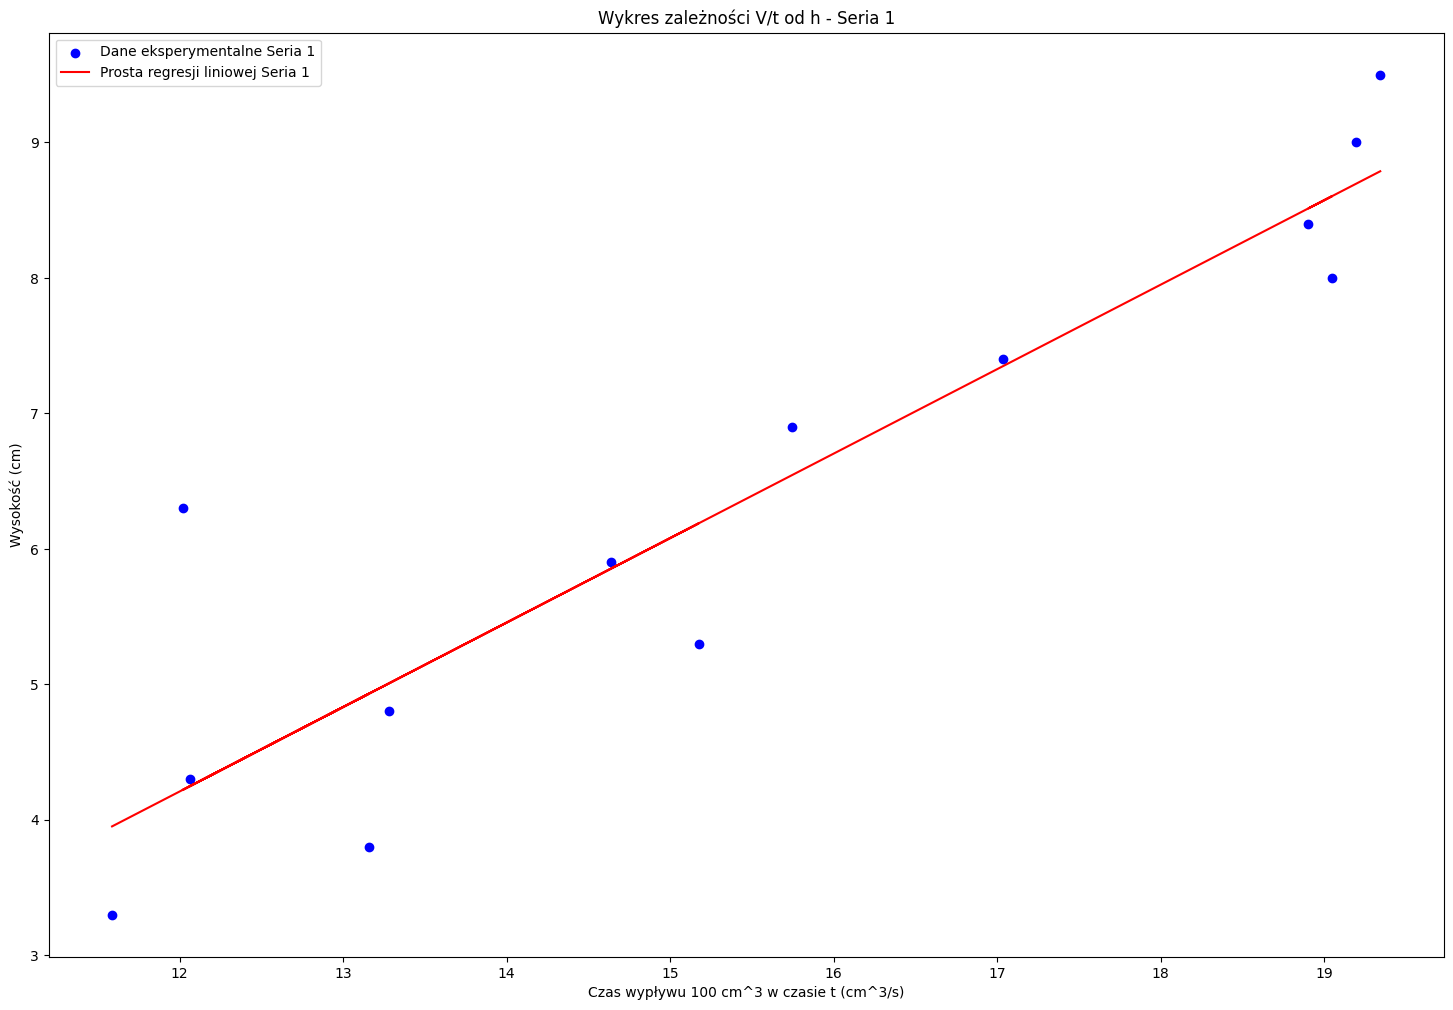 Wykres zależności V/t od h - Seria 1
Dane eksperymentalne Seria 1
Prosta regresji liniowej Seria 1
Wysokość (cm)
9
8
7
6
5
4
3
12 13 14 15 16 17 18 19
Czas wypływu 100 cm^3 w czasie t (cm^3/s)